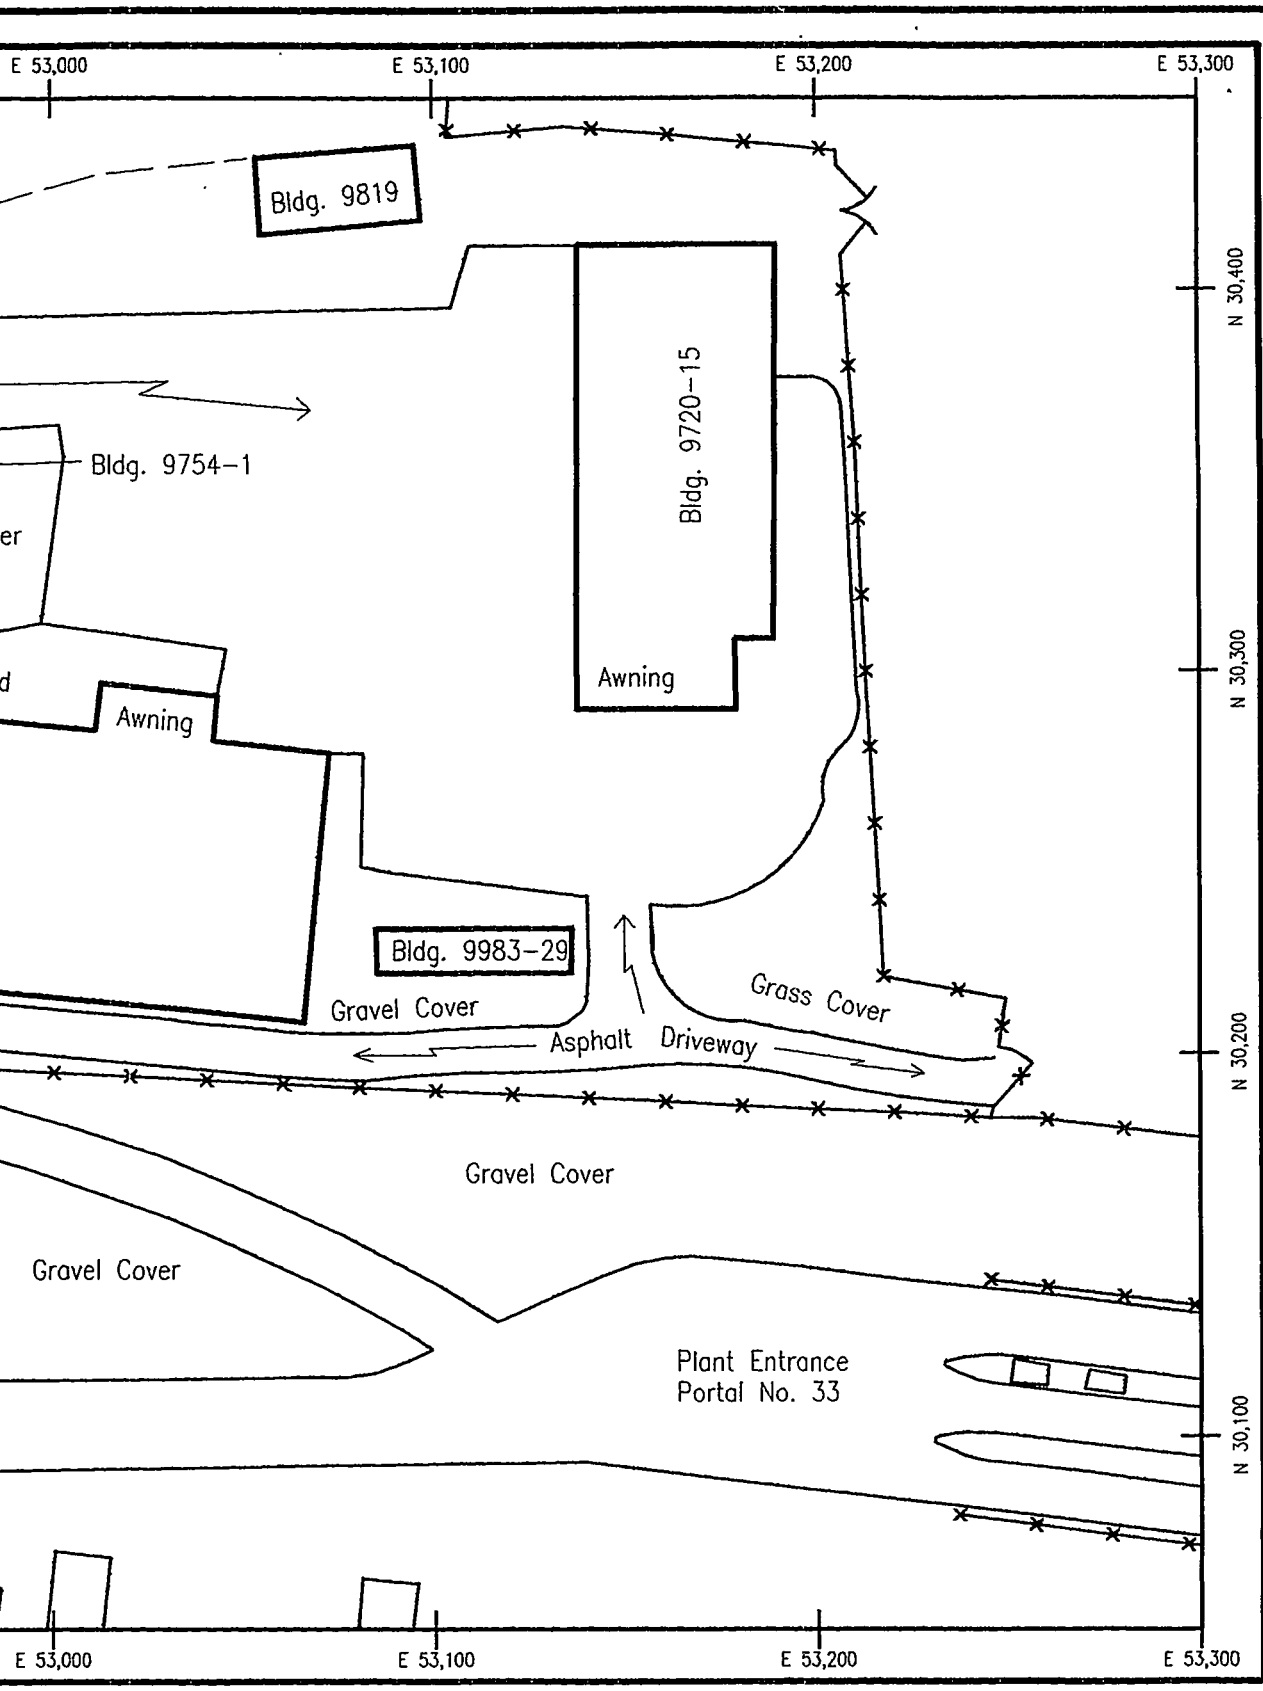 E 53,000
E 53,100
E 53,200
E 53,300
Bldg. 9819
N 30,400
Bldg. 9720-15
Bldg. 9754-1
er
N 30,300
d
Awning
Awning
Bldg. 9983-29
Gravel Cover
Grass Cover
Asphalt Driveway
N 30,200
Gravel Cover
Gravel Cover
Plant Entrance
Portal No. 33
N 30,100
E 53,000
E 53,100
E 53,200
E 53,300